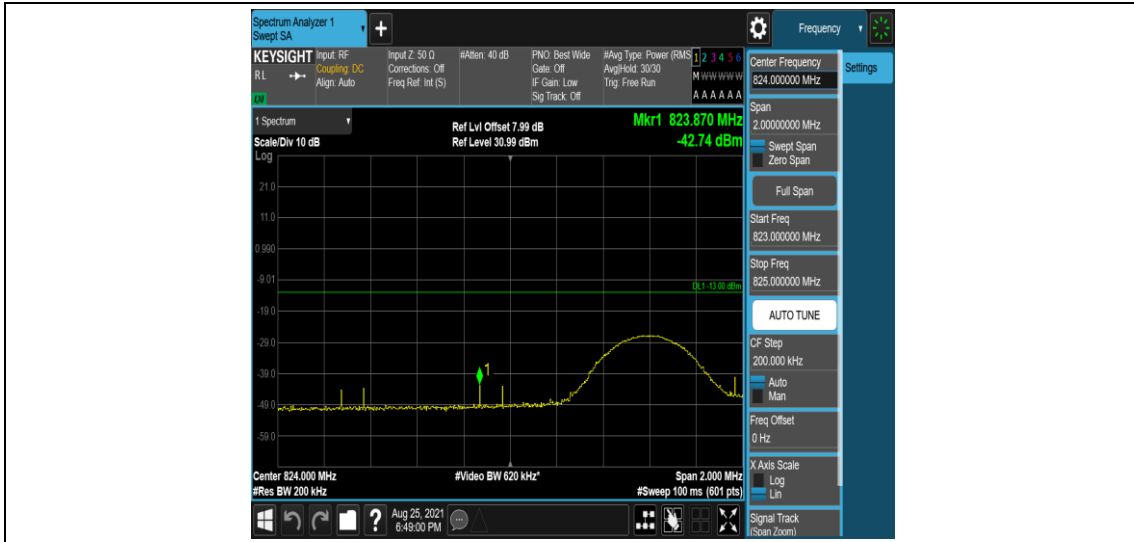 Spectrum Analyzer 1
Swept SA
+
Frequency
KEYSIGHT
RL
Input: RF
Coupling: DC
Align: Auto
Input Z: 50 Ω
Corrections: Off
Freq Ref: Int (S)
#Atten: 40 dB
PNO: Best Wide
Gate: Off
IF Gain: Low
Sig Track: Off
#Avg Type: Power (RMS
Avg|Hold: 30/30
Trig: Free Run
1 2 3 4 5 6
M W W W W W
A A A A A A
1 Spectrum
Scale/Div 10 dB
Ref Lvl Offset 7.99 dB
Ref Level 30.99 dBm
Mkr1 823.870 MHz
-42.74 dBm
Log
21.0
11.0
0.990
-9.01
-19.0
-29.0
-39.0
-49.0
-59.0
DL1 -13.00 dBm
1
Center 824.000 MHz
#Res BW 200 kHz
#Video BW 620 kHz*
Span 2.000 MHz
#Sweep 100 ms (601 pts)
Center Frequency
824.000000 MHz
Settings
Span
2.00000000 MHz
Swept Span
Zero Span
Full Span
Start Freq
823.000000 MHz
Stop Freq
825.000000 MHz
AUTO TUNE
CF Step
200.000 kHz
Auto
Man
Freq Offset
0 Hz
X Axis Scale
Log
Lin
Signal Track
(Span Zoom)
?
Aug 25, 2021
6:49:00 PM